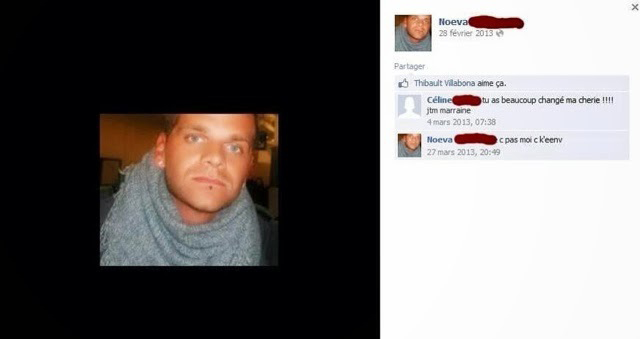 Noeva
28 février 2013
Partager
Thibault Villabona aime ça.
Céline tu as beaucoup changé ma cherie !!!!
jtm marraine
4 mars 2013, 07:38
Noeva c pas moi c k'eenv
27 mars 2013, 20:49